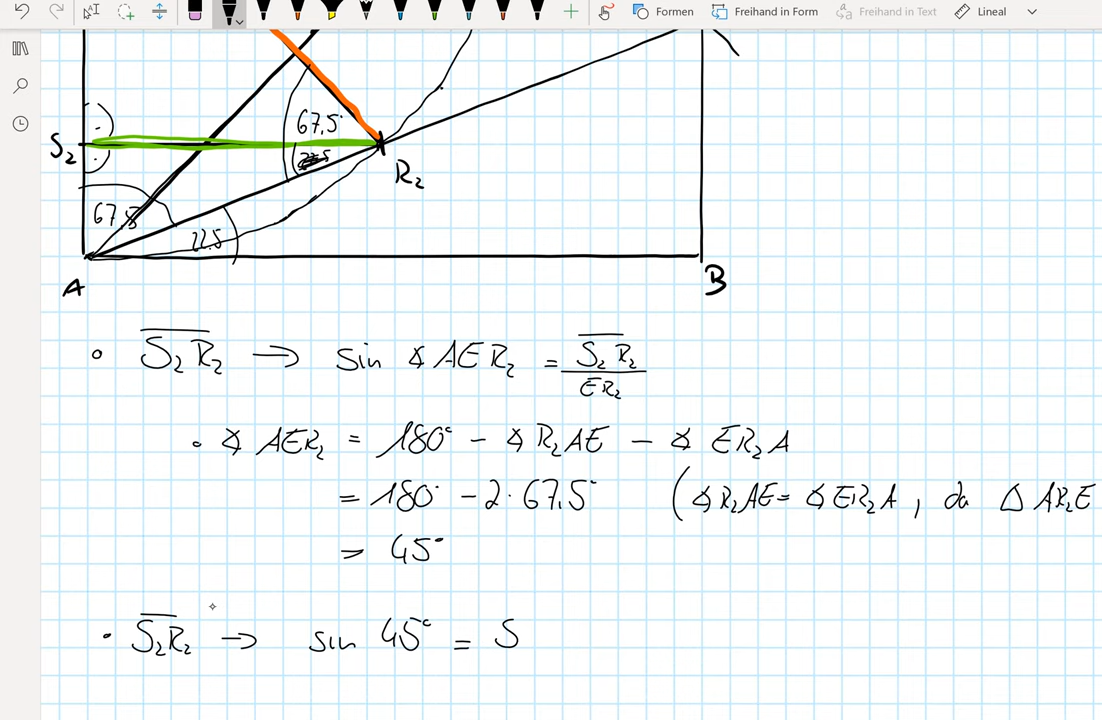 Formen Freihand in Form Freihand in Text Lineal
67,5
S₂
R₂
67,5
22,5
A
B
∘ S₂R₂ → sin ∡ AER₂ = S₂R₂ / ER₂
· ∡ AER₂ = 180° - ∡ R₂AE - ∡ ER₂A
= 180° - 2 · 67,5° (∡R₂AE = ∡ER₂A, da △ AR₂E
= 45°
· S₂R₂ → sin 45° = S